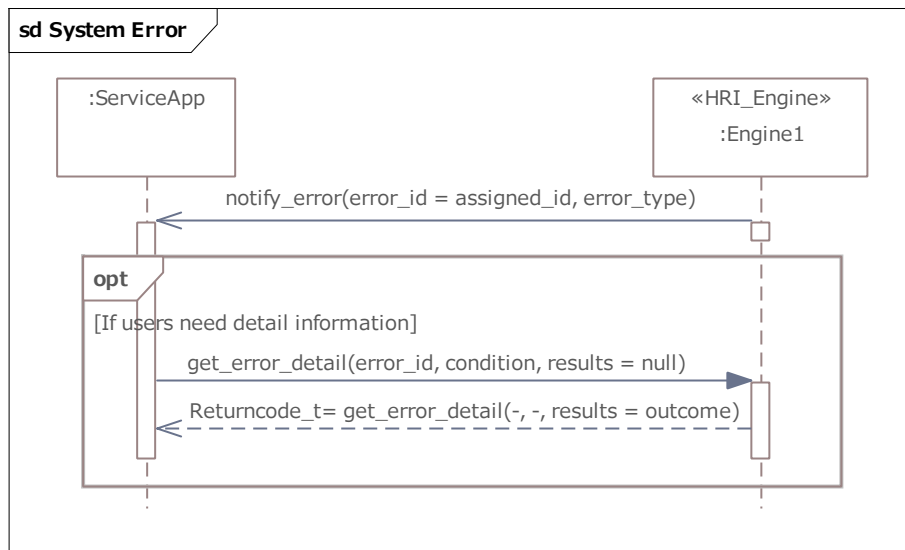 sd System Error
:ServiceApp
«HRI_Engine»
:Engine1
notify_error(error_id = assigned_id, error_type)
opt
[If users need detail information]
get_error_detail(error_id, condition, results = null)
Returncode_t= get_error_detail(-, -, results = outcome)